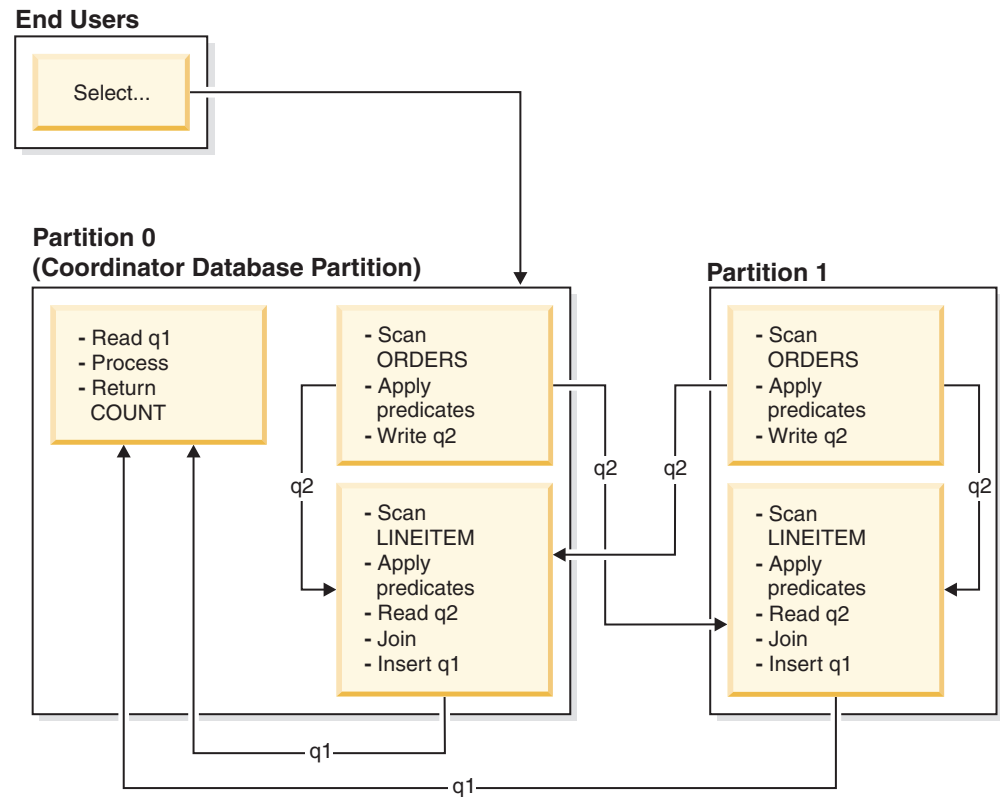 End Users
Select...
Partition 0
(Coordinator Database Partition)
- Read q1
- Process
- Return
COUNT
- Scan
ORDERS
- Apply
predicates
- Write q2
q2
- Scan
LINEITEM
- Apply
predicates
- Read q2
- Join
- Insert q1
q2
q2
Partition 1
- Scan
ORDERS
- Apply
predicates
- Write q2
q2
- Scan
LINEITEM
- Apply
predicates
- Read q2
- Join
- Insert q1
q1
q1